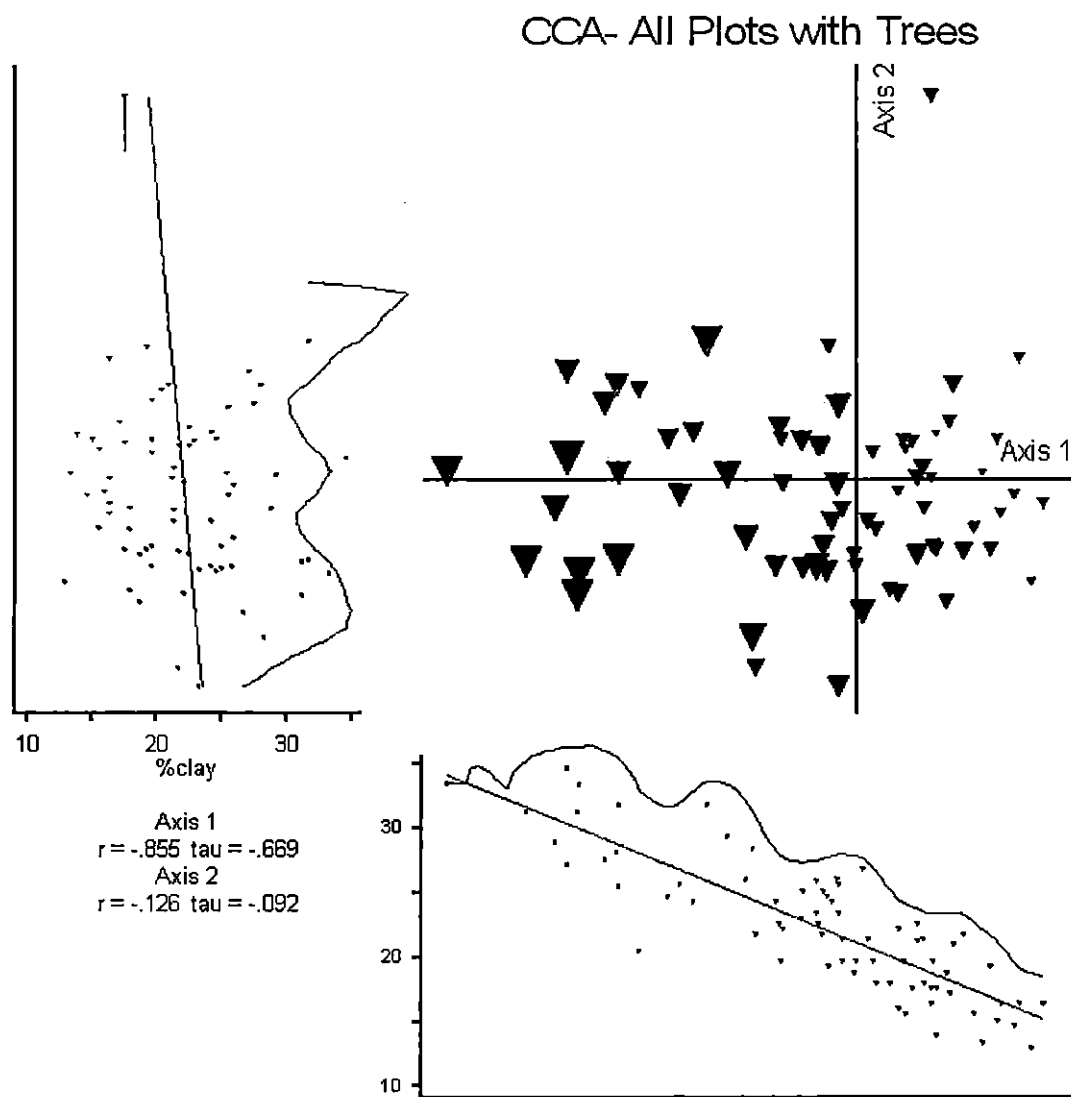 CCA- All Plots with Trees
Axis 2
Axis 1
10 20 30
%clay
Axis 1
r = -.855 tau = -.669
Axis 2
r = -.126 tau = -.092
30
20
10